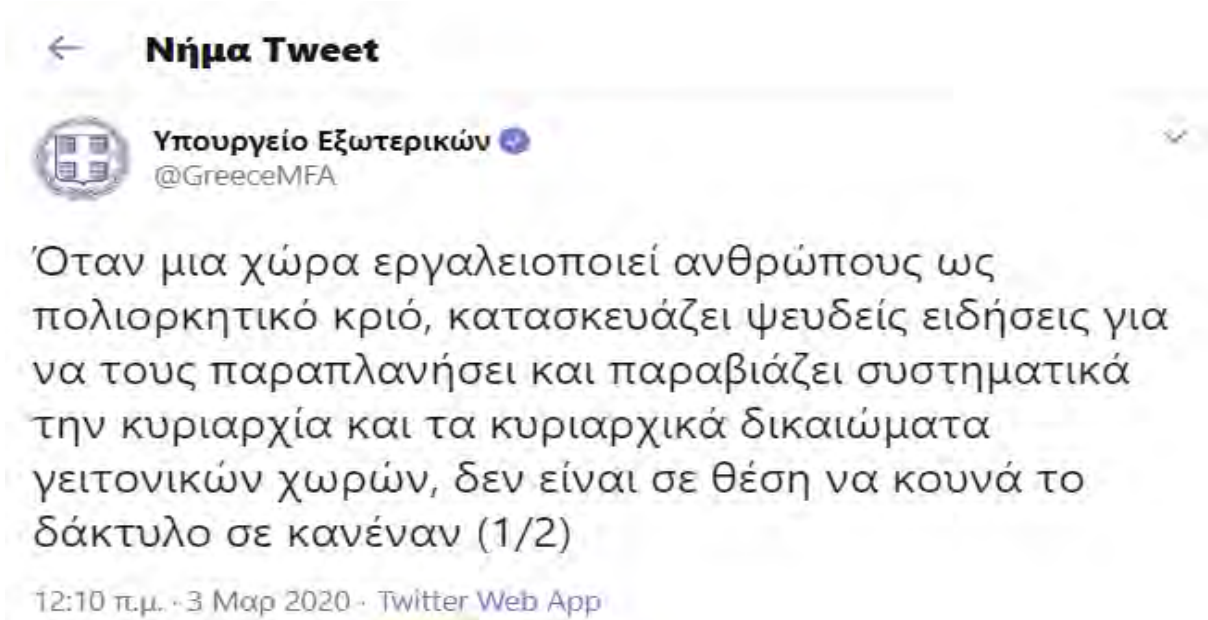 Νήμα Tweet
Υπουργείο Εξωτερικών
@GreeceMFA
Όταν μια χώρα εργαλειοποιεί ανθρώπους ως
πολιορκητικό κριό, κατασκευάζει ψευδείς ειδήσεις για
να τους παραπλανήσει και παραβιάζει συστηματικά
την κυριαρχία και τα κυριαρχικά δικαιώματα
γειτονικών χωρών, δεν είναι σε θέση να κουνά το
δάκτυλο σε κανέναν (1/2)
12:10 π.μ. · 3 Μαρ 2020 · Twitter Web App